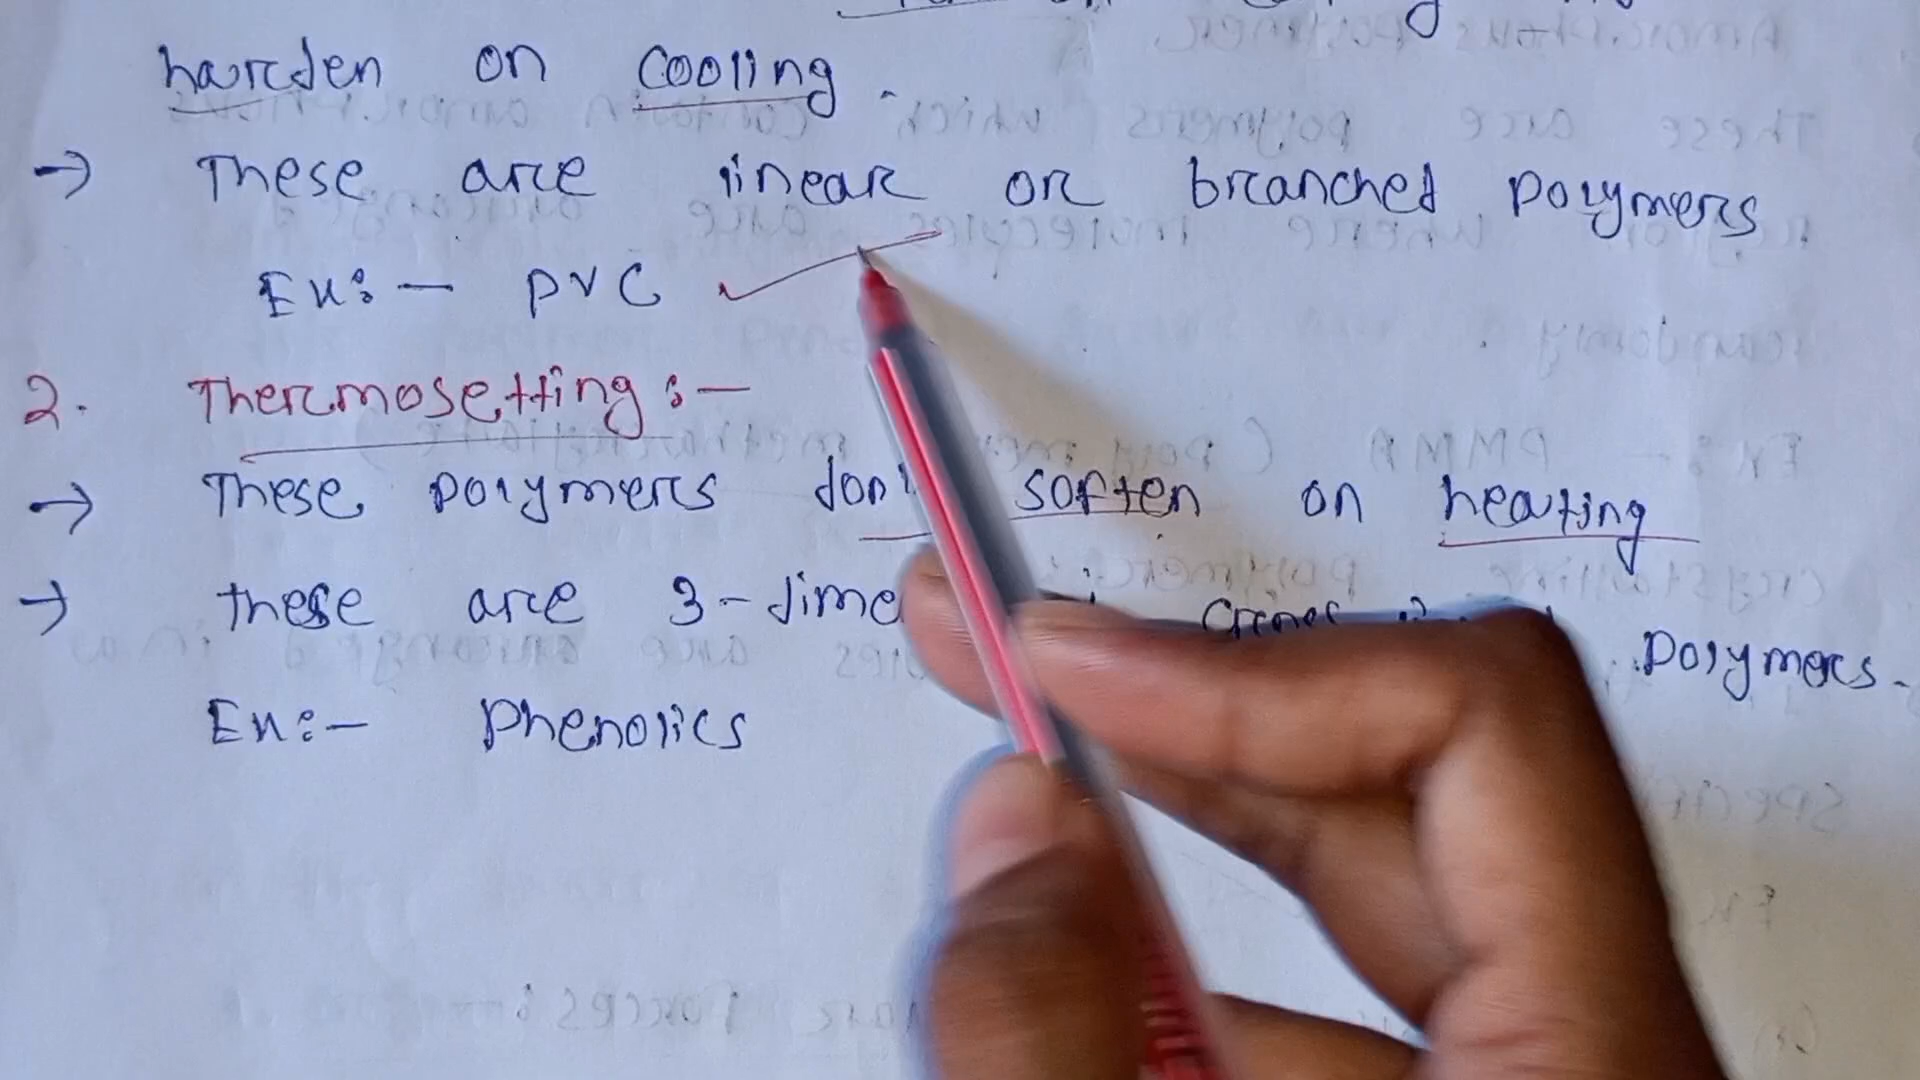 harden on cooling.
→ These are linear or branched polymers
Ex:- PVC
2. Thermosetting :-
→ These polymers don't soften on heating
→ these are 3-dime polymers.
Ex:- Phenolics